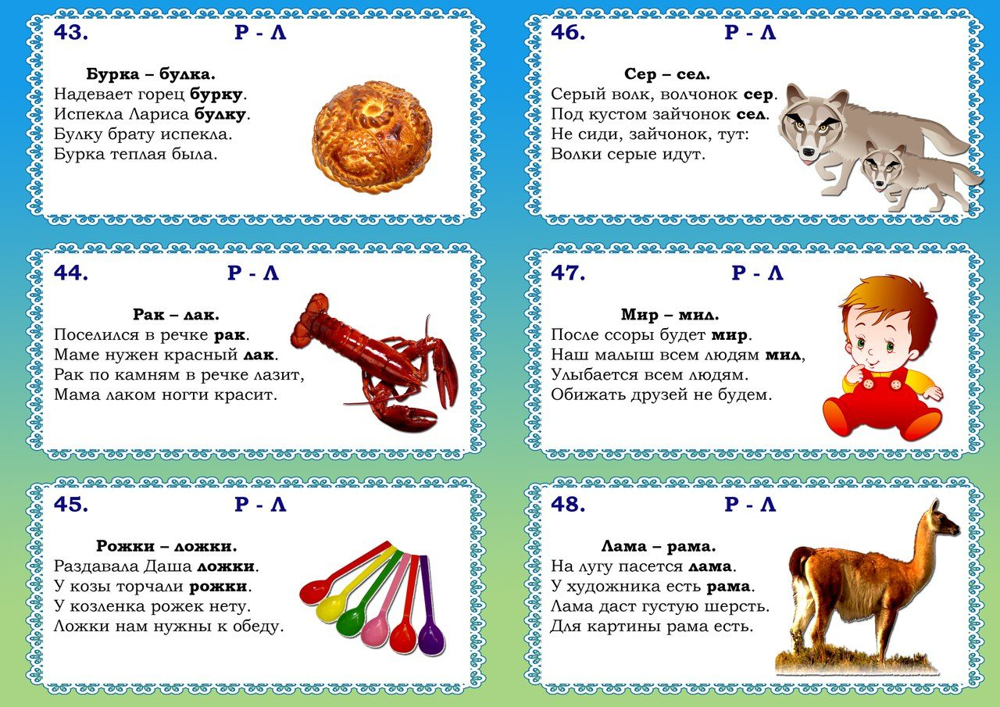 43. Р - Л
Бурка – булка.
Надевает горец бурку.
Испекла Лариса булку.
Булку брату испекла.
Бурка теплая была.
44. Р - Л
Рак – лак.
Поселился в речке рак.
Маме нужен красный лак.
Рак по камням в речке лазит,
Мама лаком ногти красит.
45. Р - Л
Рожки – ложки.
Раздавала Даша ложки.
У козы торчали рожки.
У козленка рожек нету.
Ложки нам нужны к обеду.
46. Р - Л
Сер – сел.
Серый волк, волчонок сер.
Под кустом зайчонок сел.
Не сиди, зайчонок, тут:
Волки серые идут.
47. Р - Л
Мир – мил.
После ссоры будет мир.
Наш малыш всем людям мил,
Улыбается всем людям.
Обижать друзей не будем.
48. Р - Л
Лама – рама.
На лугу пасется лама.
У художника есть рама.
Лама даст густую шерсть.
Для картины рама есть.